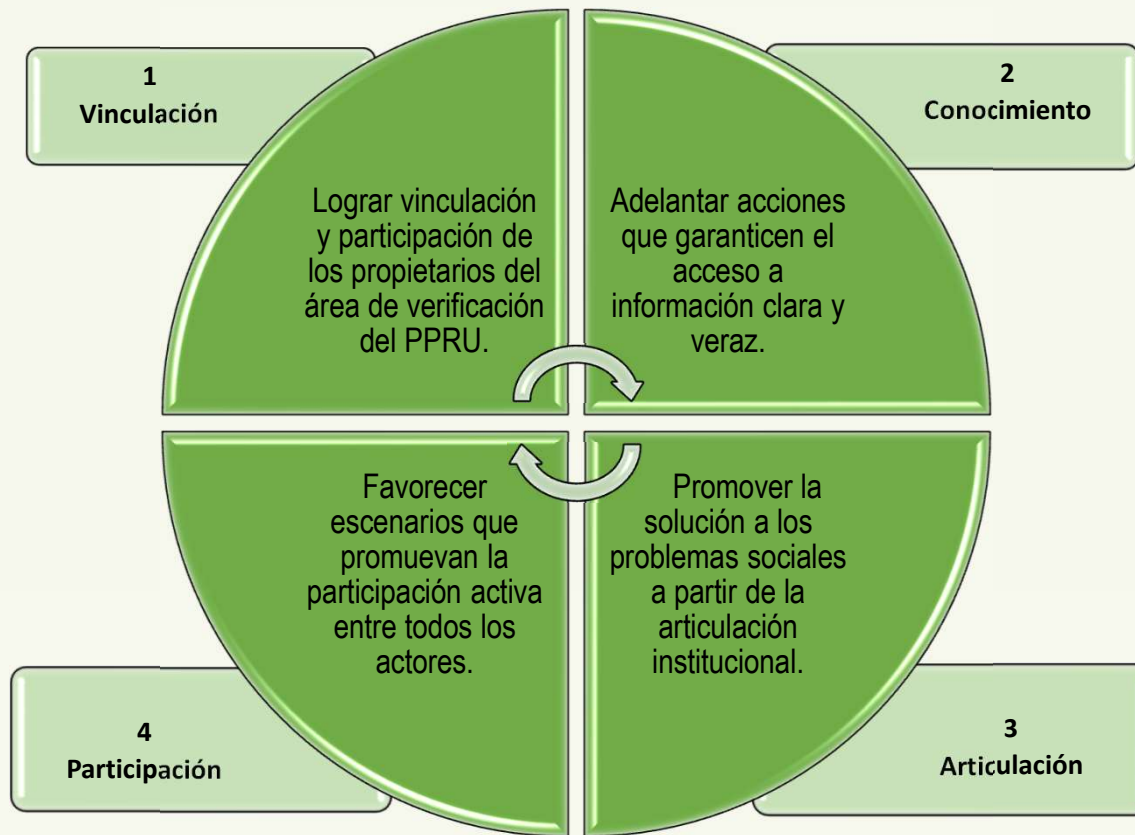 1
Vinculación
Lograr vinculación
y participación de
los propietarios del
área de verificación
del PPRU.
2
Conocimiento
Adelantar acciones
que garanticen el
acceso a
información clara y
veraz.
3
Articulación
Promover la
solución a los
problemas sociales
a partir de la
articulación
institucional.
4
Participación
Favorecer
escenarios que
promuevan la
participación activa
entre todos los
actores.